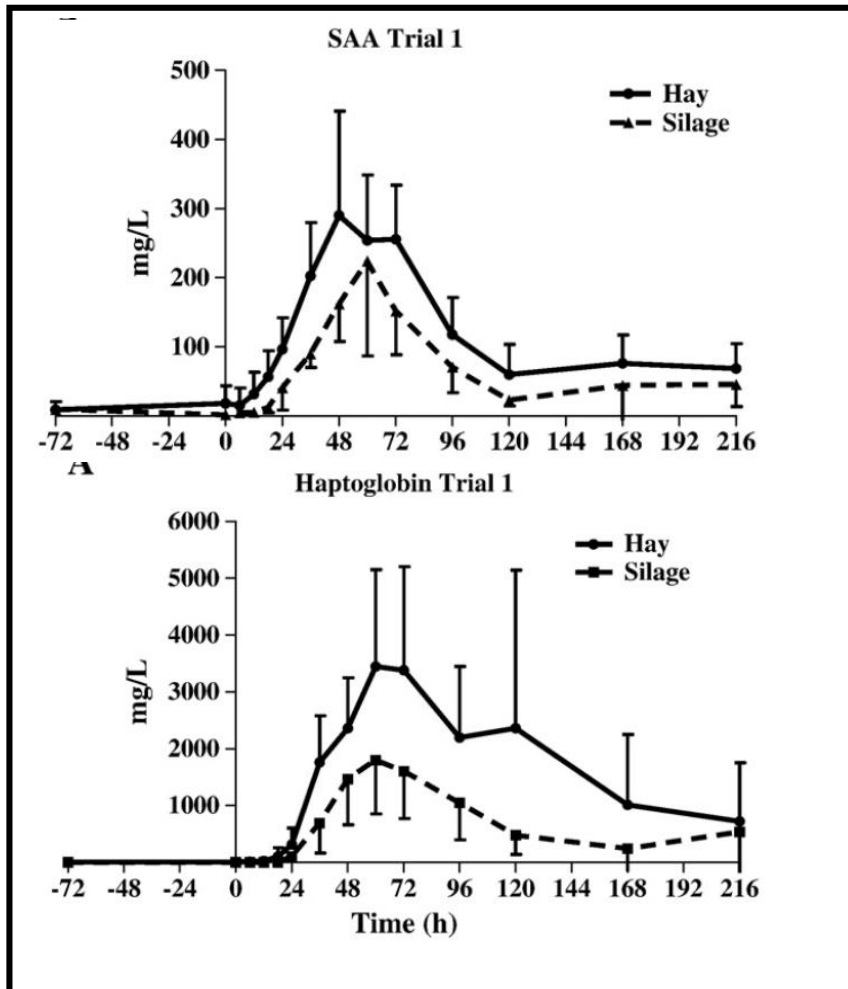 SAA Trial 1
500
400
300
200
100
mg/L
Hay
Silage
-72 -48 -24 0 24 48 72 96 120 144 168 192 216
A
Haptoglobin Trial 1
6000
5000
4000
3000
2000
1000
mg/L
Hay
Silage
-72 -48 -24 0 24 48 72 96 120 144 168 192 216
Time (h)